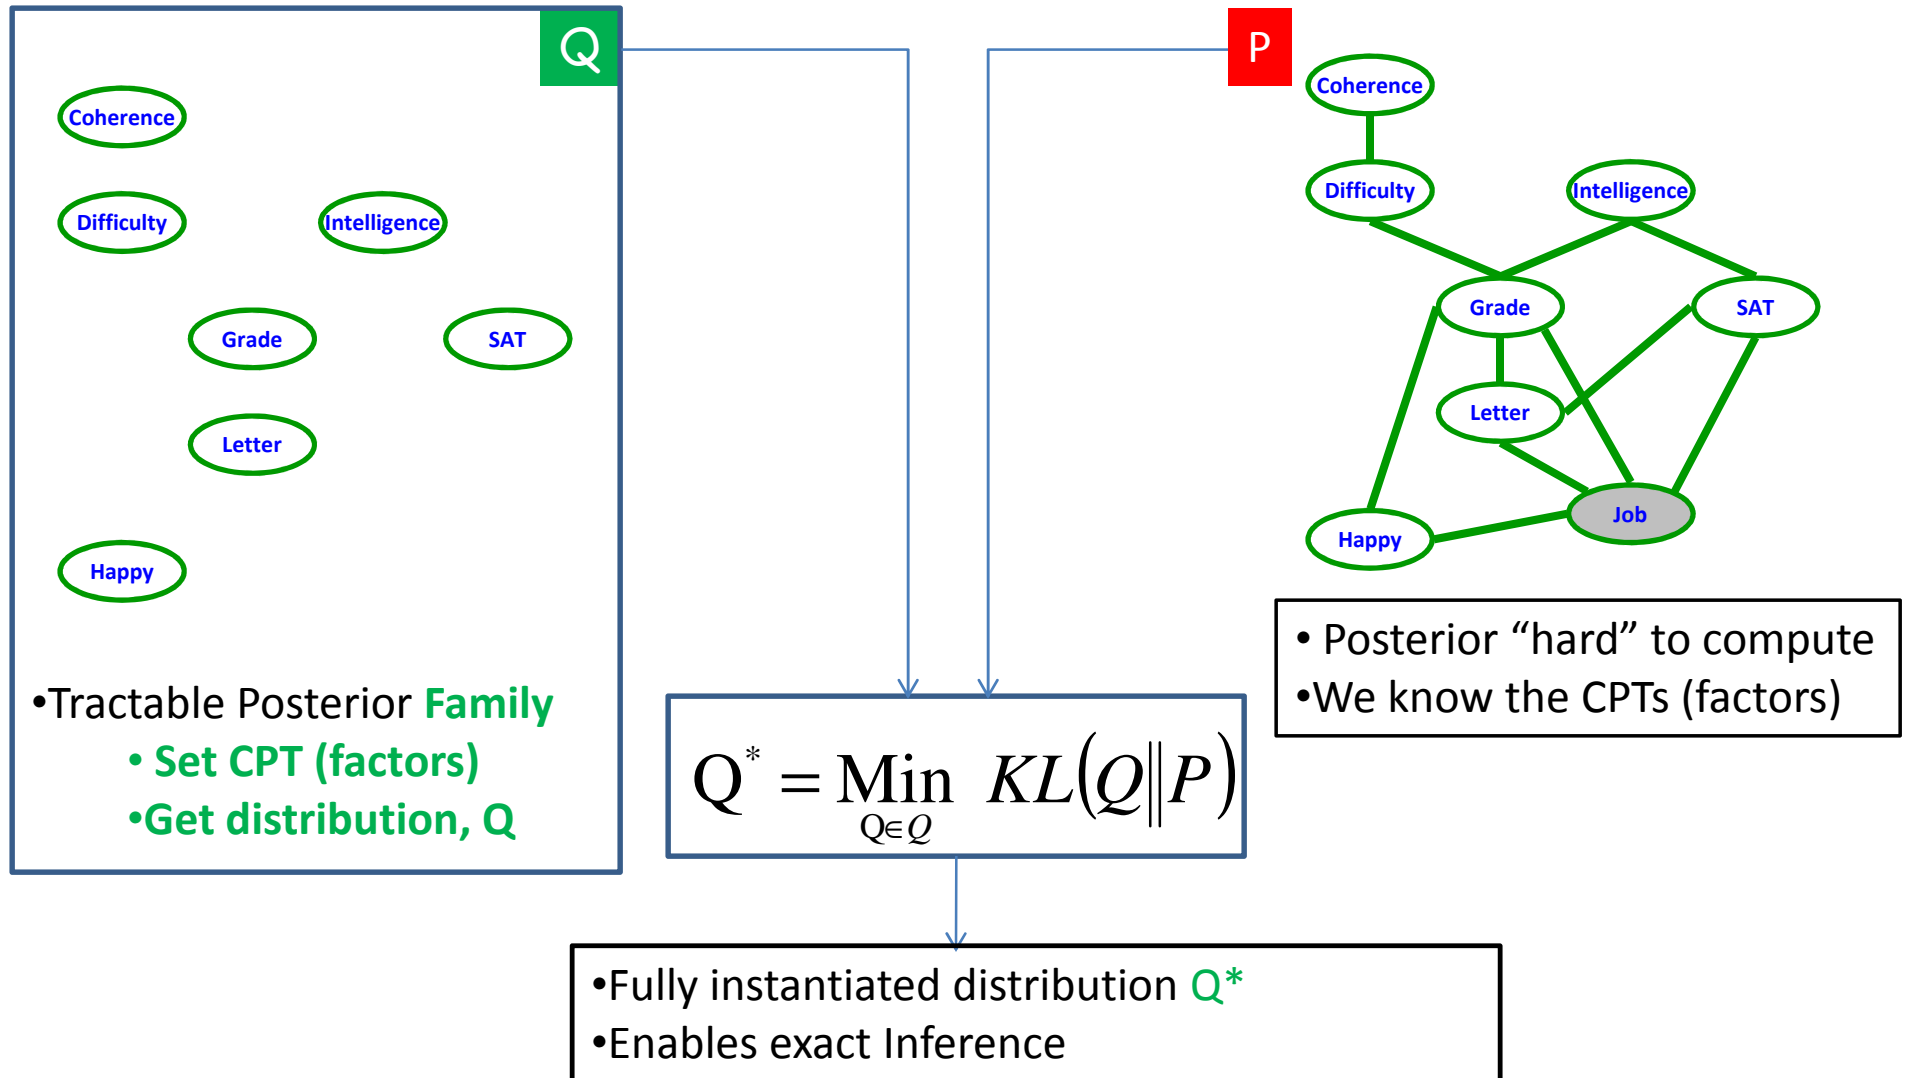 Q
Coherence
Difficulty
Intelligence
Grade
SAT
Letter
Happy
•Tractable Posterior Family
• Set CPT (factors)
•Get distribution, Q
P
Coherence
Difficulty
Intelligence
Grade
SAT
Letter
Job
Happy
• Posterior “hard” to compute
•We know the CPTs (factors)
Q* = Min KL(Q||P)
Q∈Q
•Fully instantiated distribution Q*
•Enables exact Inference